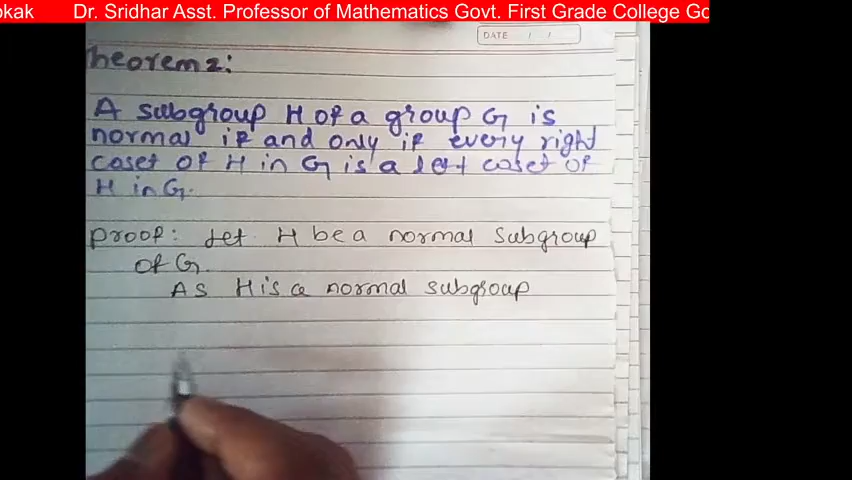 okak Dr. Sridhar Asst. Professor of Mathematics Govt. First Grade College Go
DATE / /
Theorem 2:
A subgroup H of a group G is
normal if and only if every right
coset of H in G is a left coset of
H in G.
Proof: Let H be a normal subgroup
of G.
As H is a normal subgroup